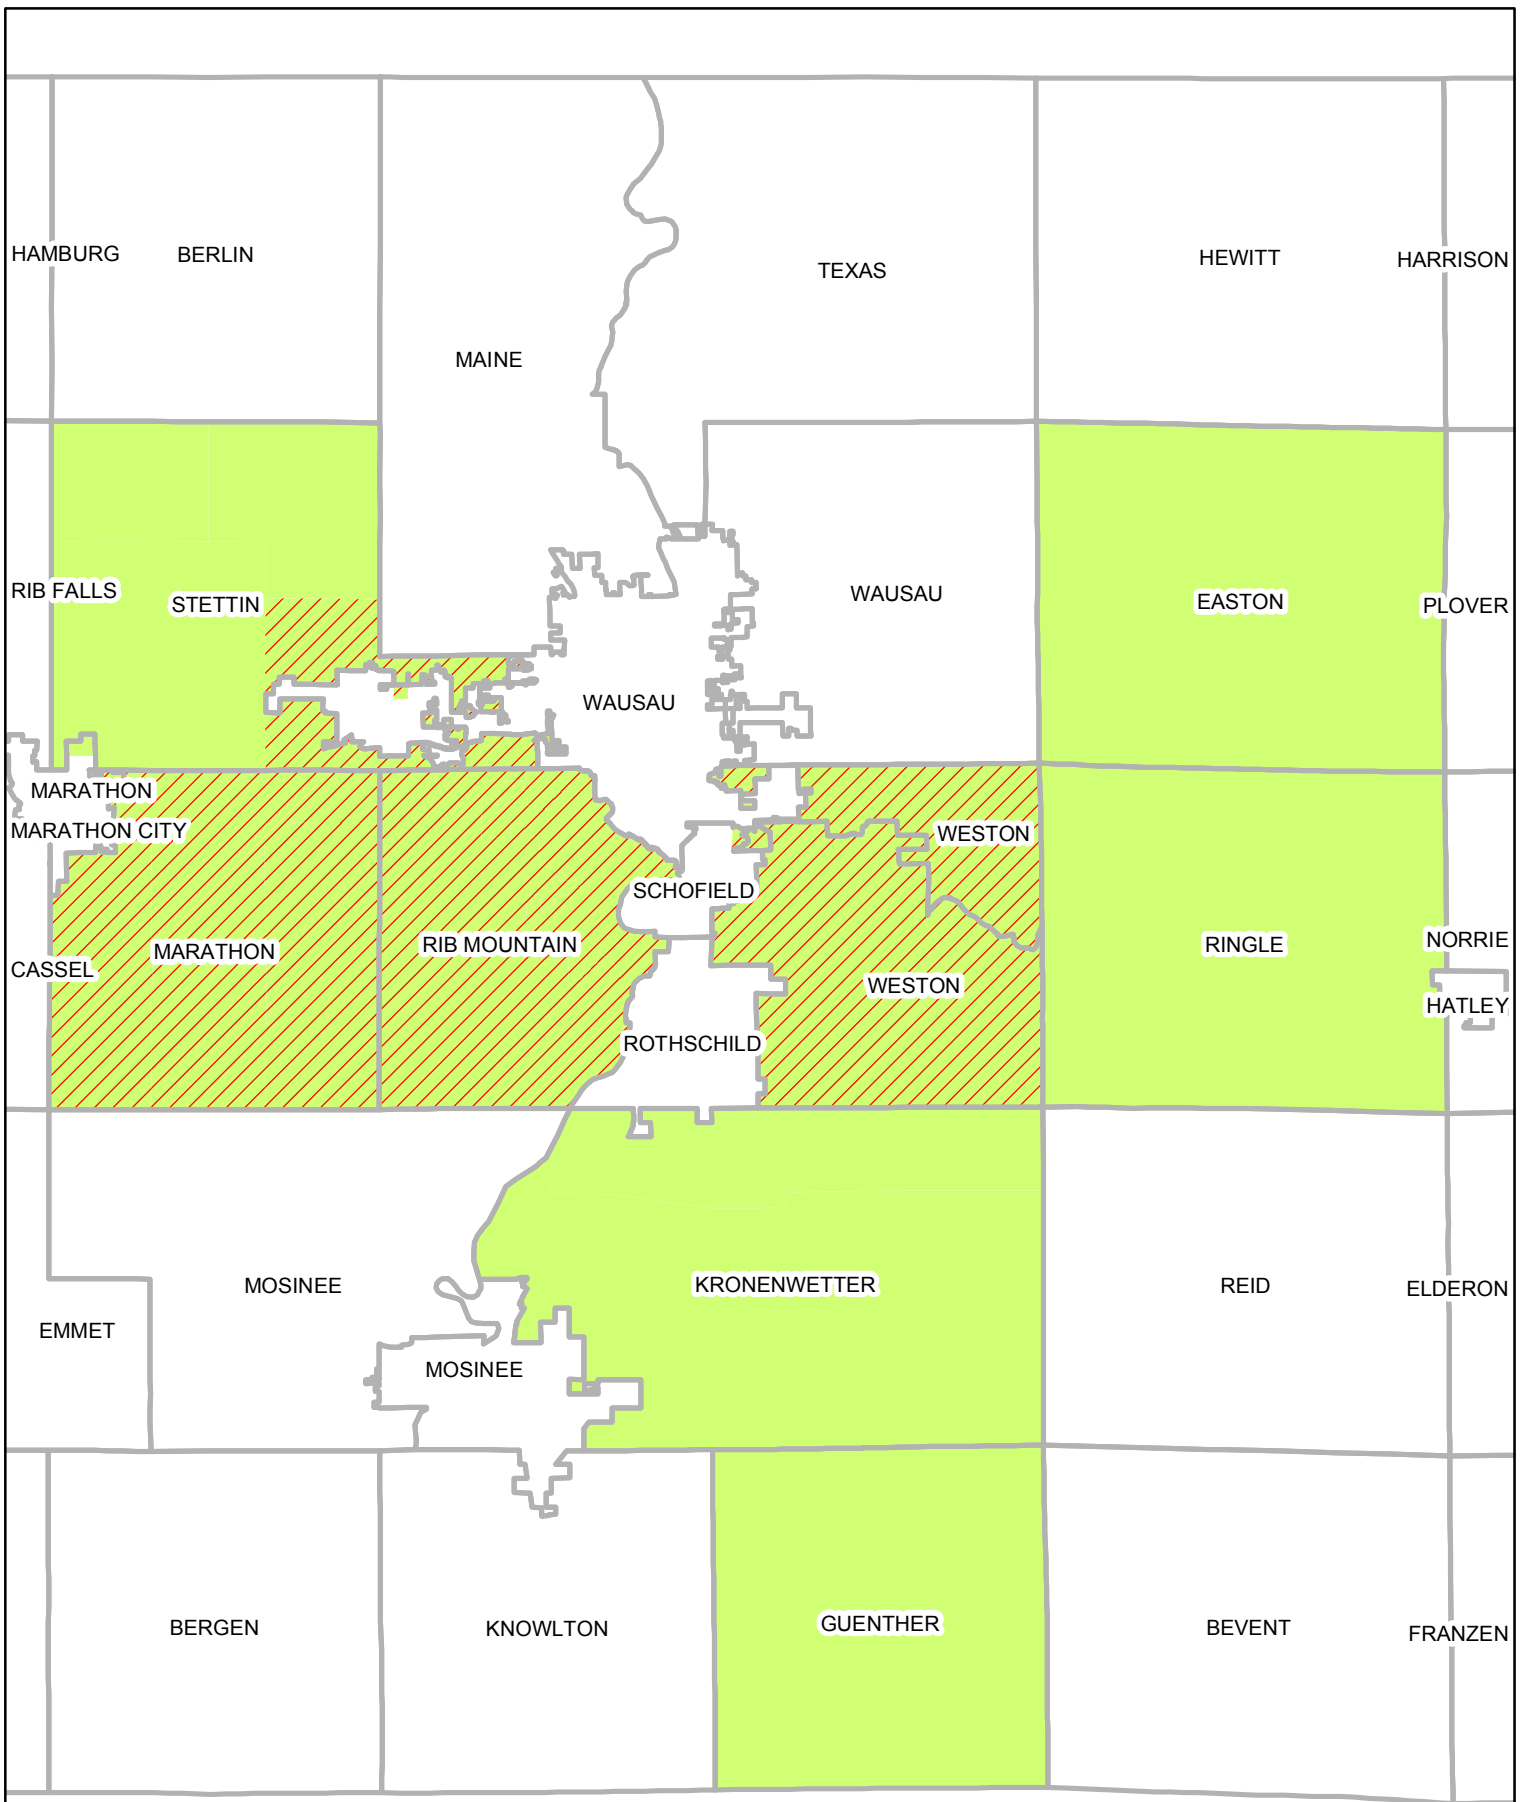 HAMBURG
BERLIN
TEXAS
HEWITT
HARRISON
MAINE
RIB FALLS
STETTIN
WAUSAU
EASTON
PLOVER
WAUSAU
MARATHON
MARATHON CITY
WESTON
SCHOFIELD
MARATHON
RIB MOUNTAIN
RINGLE
NORRIE
CASSEL
WESTON
HATLEY
ROTHSCHILD
MOSINEE
KRONENWETTER
REID
ELDERON
EMMET
MOSINEE
BERGEN
KNOWLTON
GUENTHER
BEVENT
FRANZEN